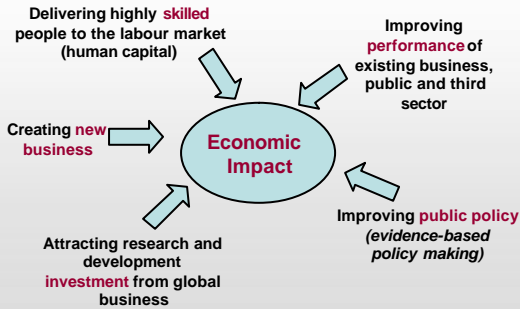 Delivering highly skilled
people to the labour market
(human capital)
Improving
performance of
existing business,
public and third
sector
Creating new
business
Economic
Impact
Improving public policy
(evidence-based
policy making)
Attracting research and
development
investment from global
business